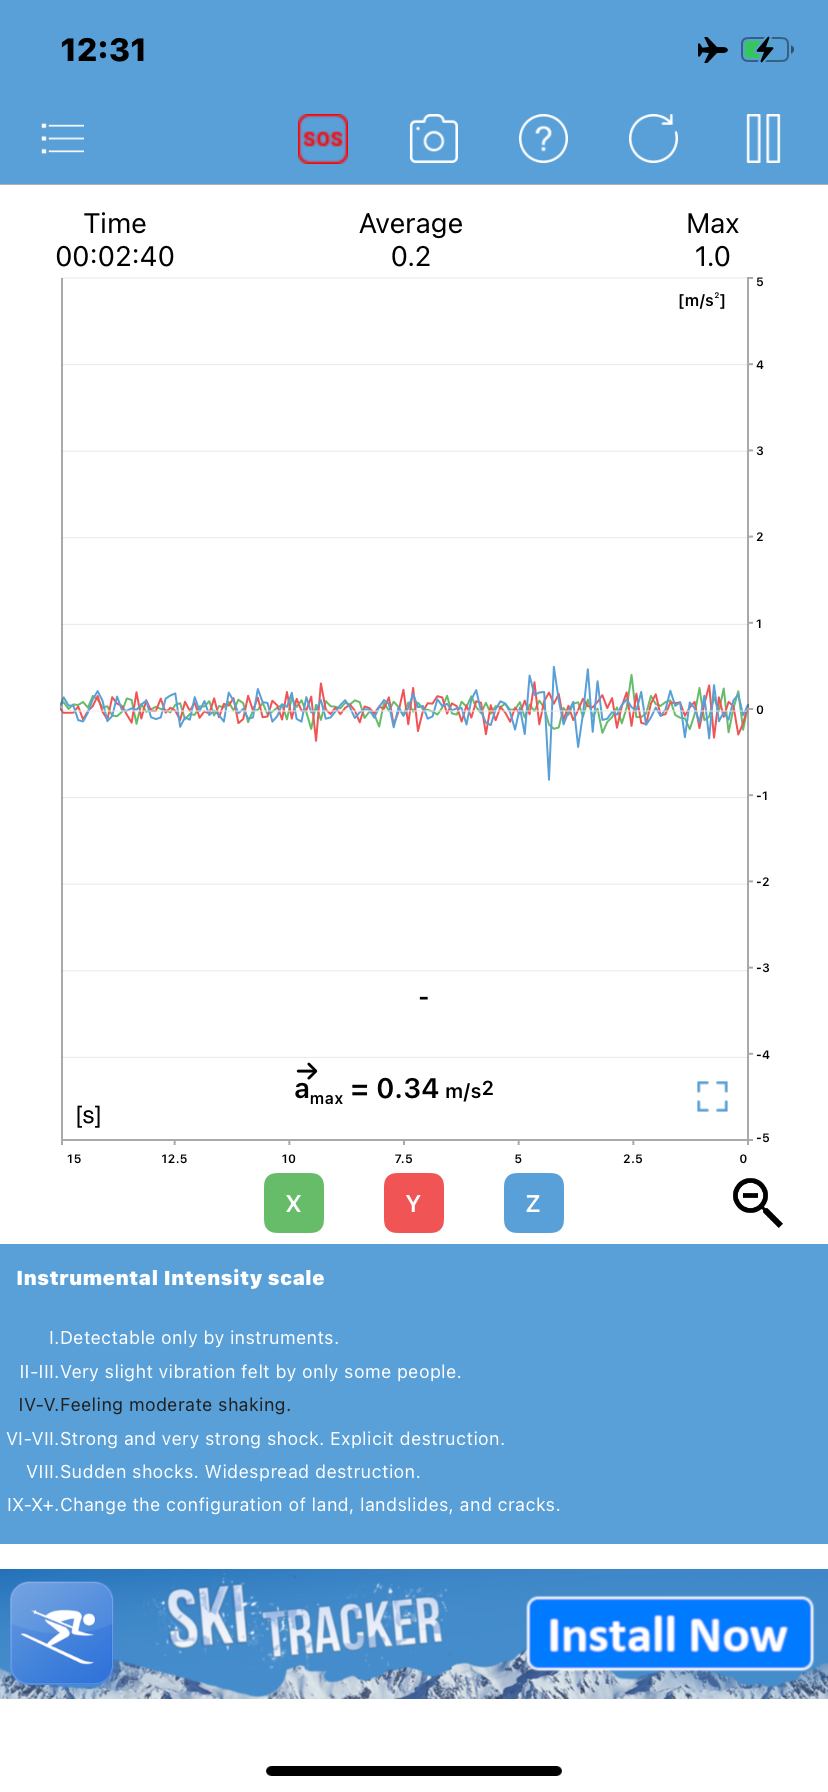 12:31
SOS
?
Time Average Max
00:02:40 0.2 1.0
[m/s²]
5
4
3
2
1
0
-1
-2
-3
-
-4
a max = 0.34 m/s2
[s]
-5
15 12.5 10 7.5 5 2.5 0
X Y Z
Instrumental Intensity scale
I.Detectable only by instruments.
II-III.Very slight vibration felt by only some people.
IV-V.Feeling moderate shaking.
VI-VII.Strong and very strong shock. Explicit destruction.
VIII.Sudden shocks. Widespread destruction.
IX-X+.Change the configuration of land, landslides, and cracks.
SKI TRACKER
Install Now